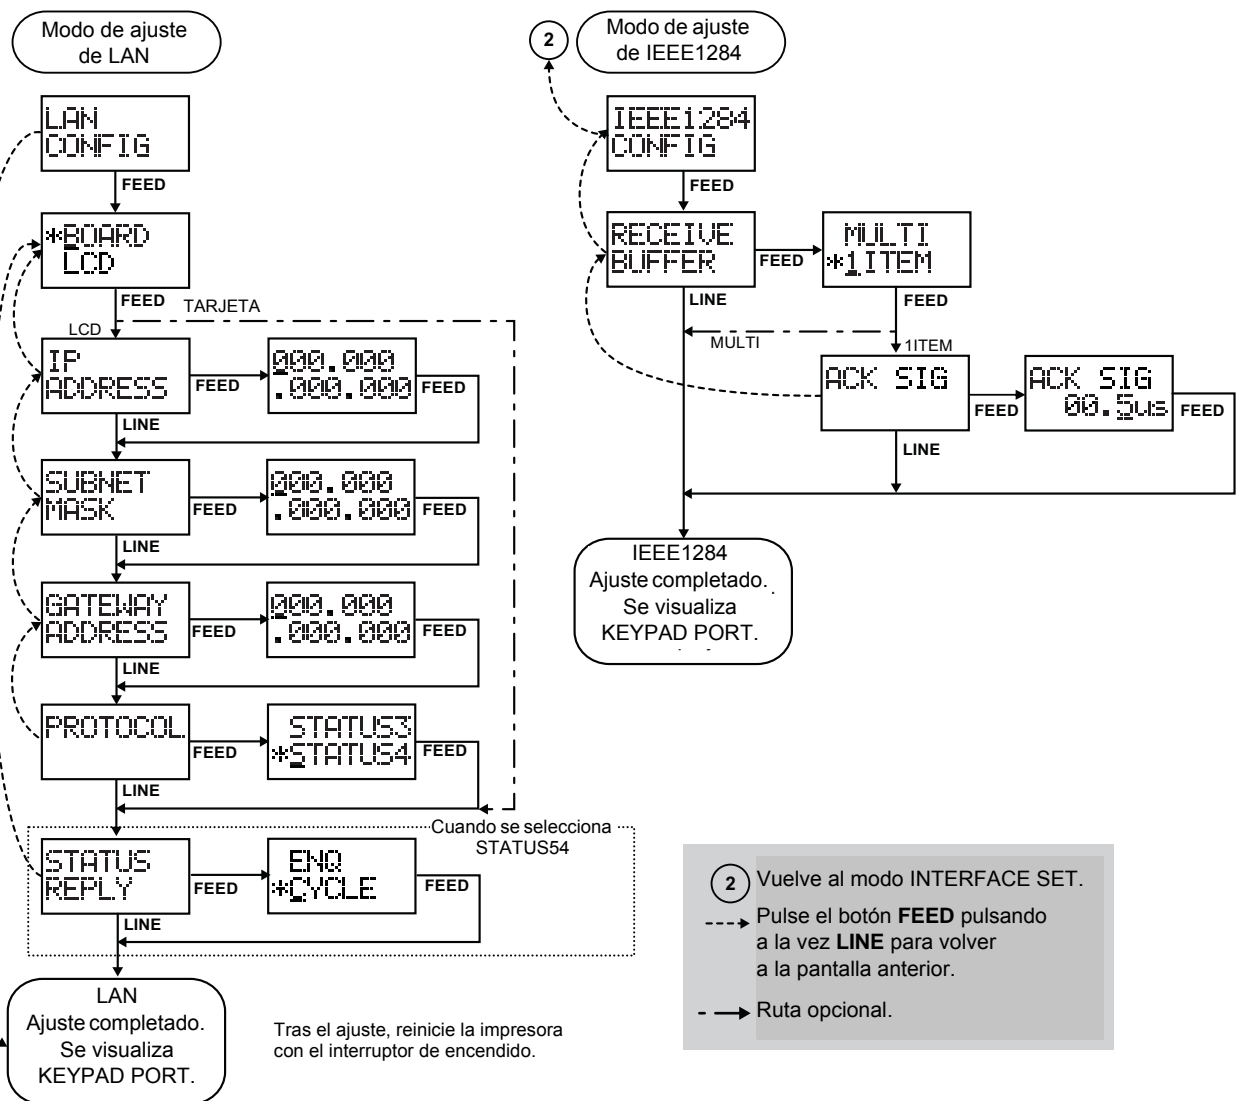 Modo de ajuste
de LAN
LAN
CONFIG
FEED
*BOARD
LCD
FEED
TARJETA
LCD
IP
ADDRESS
FEED
000.000
.000.000
FEED
LINE
SUBNET
MASK
FEED
000.000
.000.000
FEED
LINE
GATEWAY
ADDRESS
FEED
000.000
.000.000
FEED
LINE
PROTOCOL
FEED
STATUS3
*STATUS4
FEED
LINE
Cuando se selecciona
STATUS54
STATUS
REPLY
FEED
ENQ
*CYCLE
FEED
LINE
LAN
Ajuste completado.
Se visualiza
KEYPAD PORT.
Tras el ajuste, reinicie la impresora
con el interruptor de encendido.
2
Modo de ajuste
de IEEE1284
IEEE1284
CONFIG
FEED
RECEIVE
BUFFER
FEED
MULTI
*1ITEM
LINE
FEED
MULTI
1ITEM
ACK SIG
FEED
ACK SIG
00.5us
FEED
LINE
IEEE1284
Ajuste completado.
Se visualiza
KEYPAD PORT.
2 Vuelve al modo INTERFACE SET.
Pulse el botón FEED pulsando
a la vez LINE para volver
a la pantalla anterior.
Ruta opcional.